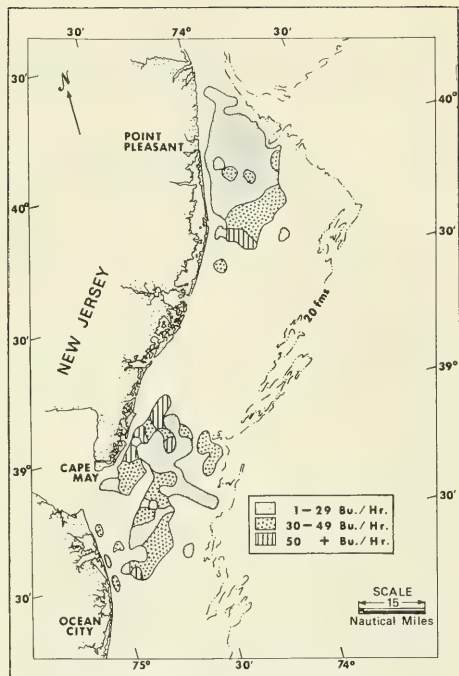 30' 74° 30'
30'
N
40°
POINT
PLEASANT
40°
30'
NEW JERSEY
20 fms
30'
39°
39°
CAPE
MAY
30'
1-29 Bu./Hr.
30-49 Bu./Hr.
50 + Bu./Hr.
SCALE
15
Nautical Miles
30'
OCEAN
CITY
75° 30' 74°